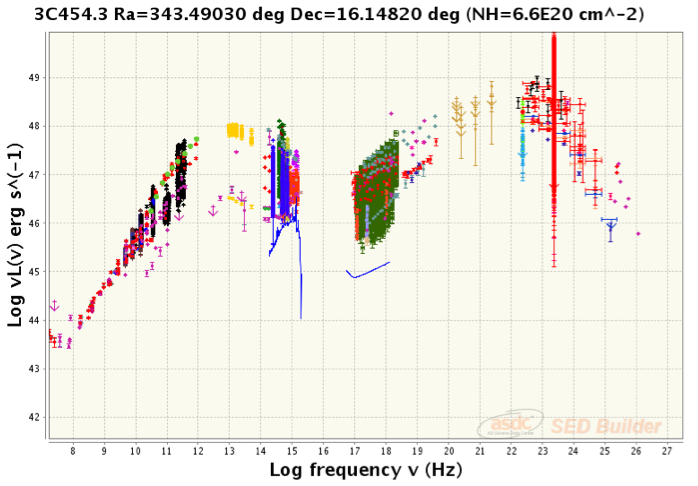 3C454.3 Ra=343.49030 deg Dec=16.14820 deg (NH=6.6E20 cm^-2)
Log νL(ν) erg s^(-1)
49
48
47
46
45
44
43
42
asdc
SED Builder
8 9 10 11 12 13 14 15 16 17 18 19 20 21 22 23 24 25 26 27
Log frequency ν (Hz)